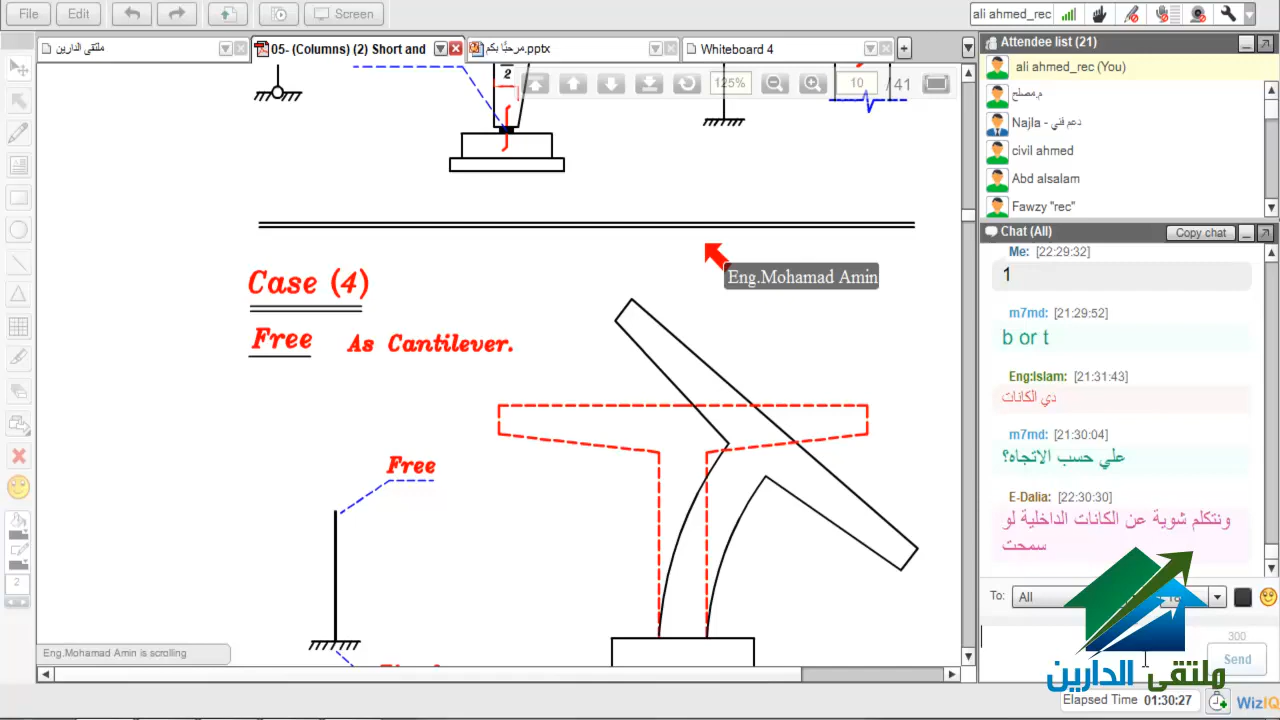 File
Edit
Screen
ali ahmed_rec
ملتقى الدارين
05- (Columns) (2) Short and
مرحبًا بكم.pptx
Whiteboard 4
125%
10
/ 41
2
Case (4)
Free As Cantilever.
Eng.Mohamad Amin
Free
Eng.Mohamad Amin is scrolling
2
Attendee list (21)
ali ahmed_rec (You)
م.مصلح
Najla - دعم فني
civil ahmed
Abd alsalam
Fawzy "rec"
Chat (All)
Copy chat
Me: [22:29:32]
1
m7md: [21:29:52]
b or t
Eng:Islam: [21:31:43]
دي الكانات
m7md: [21:30:04]
علي حسب الاتجاه؟
E-Dalia: [22:30:30]
ونتكلم شوية عن الكانات الداخلية لو
سمحت
To:
All
300
Send
ملتقى الدارين
Elapsed Time 01:30:27
WizIQ